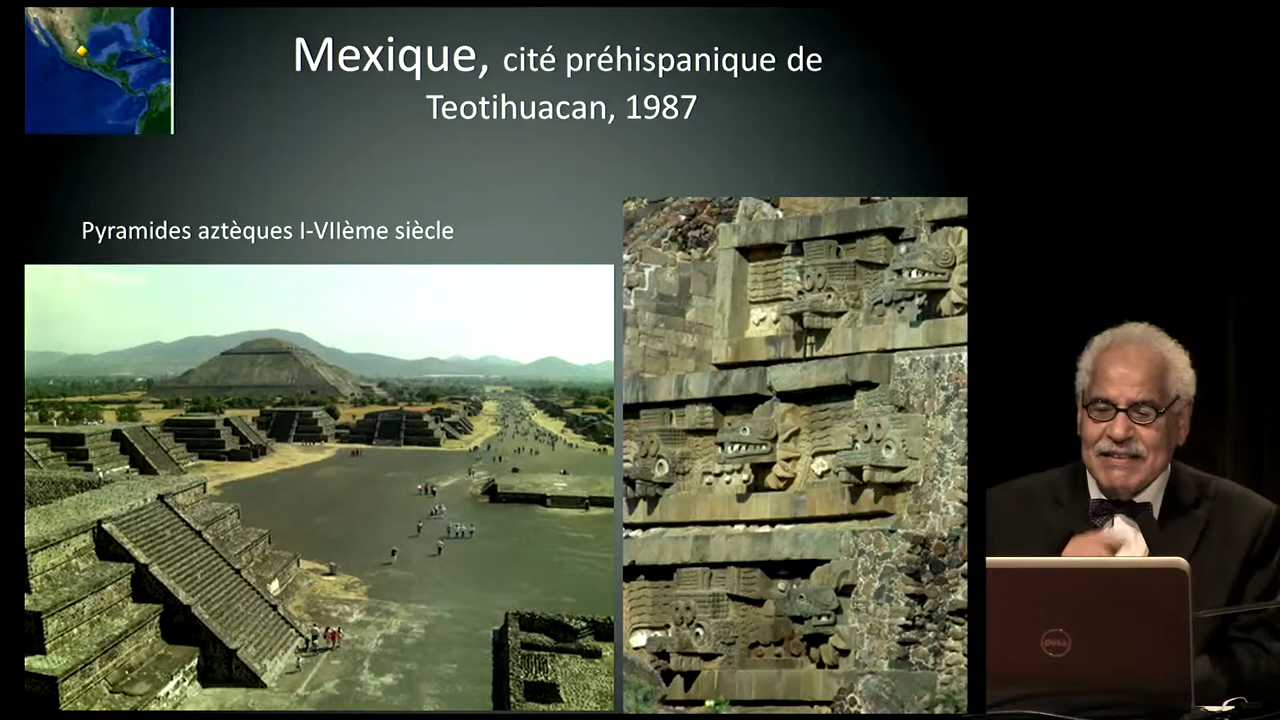 Mexique, cité préhispanique de
Teotihuacan, 1987
Pyramides aztèques I-VIIème siècle
DELL